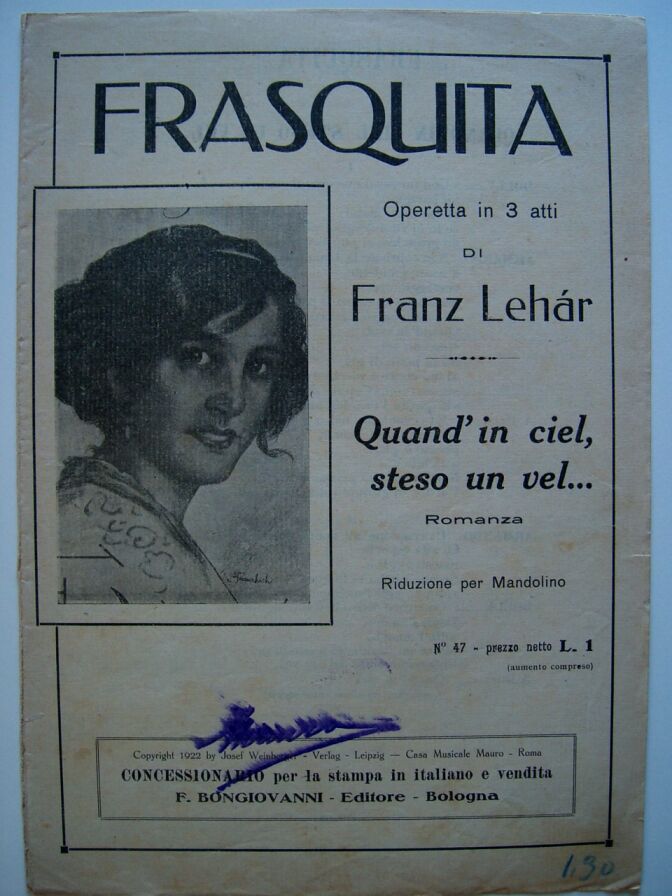 FRASQUITA
Operetta in 3 atti
DI
Franz Lehár
Quand' in ciel,
steso un vel...
Romanza
Riduzione per Mandolino
N° 47 - prezzo netto L. 1
(aumento compreso)
Copyright 1922 by Josef Weinberger - Verlag - Leipzig — Casa Musicale Mauro - Roma
CONCESSIONARIO per la stampa in italiano e vendita
F. BONGIOVANNI - Editore - Bologna
1,30